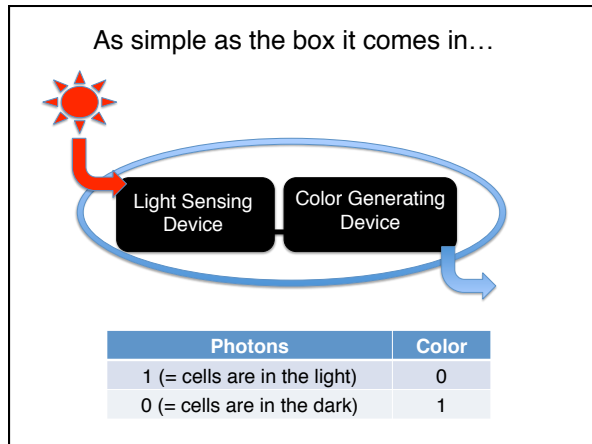 As simple as the box it comes in…
Light Sensing
Device
Color Generating
Device
Photons Color
1 (= cells are in the light) 0
0 (= cells are in the dark) 1